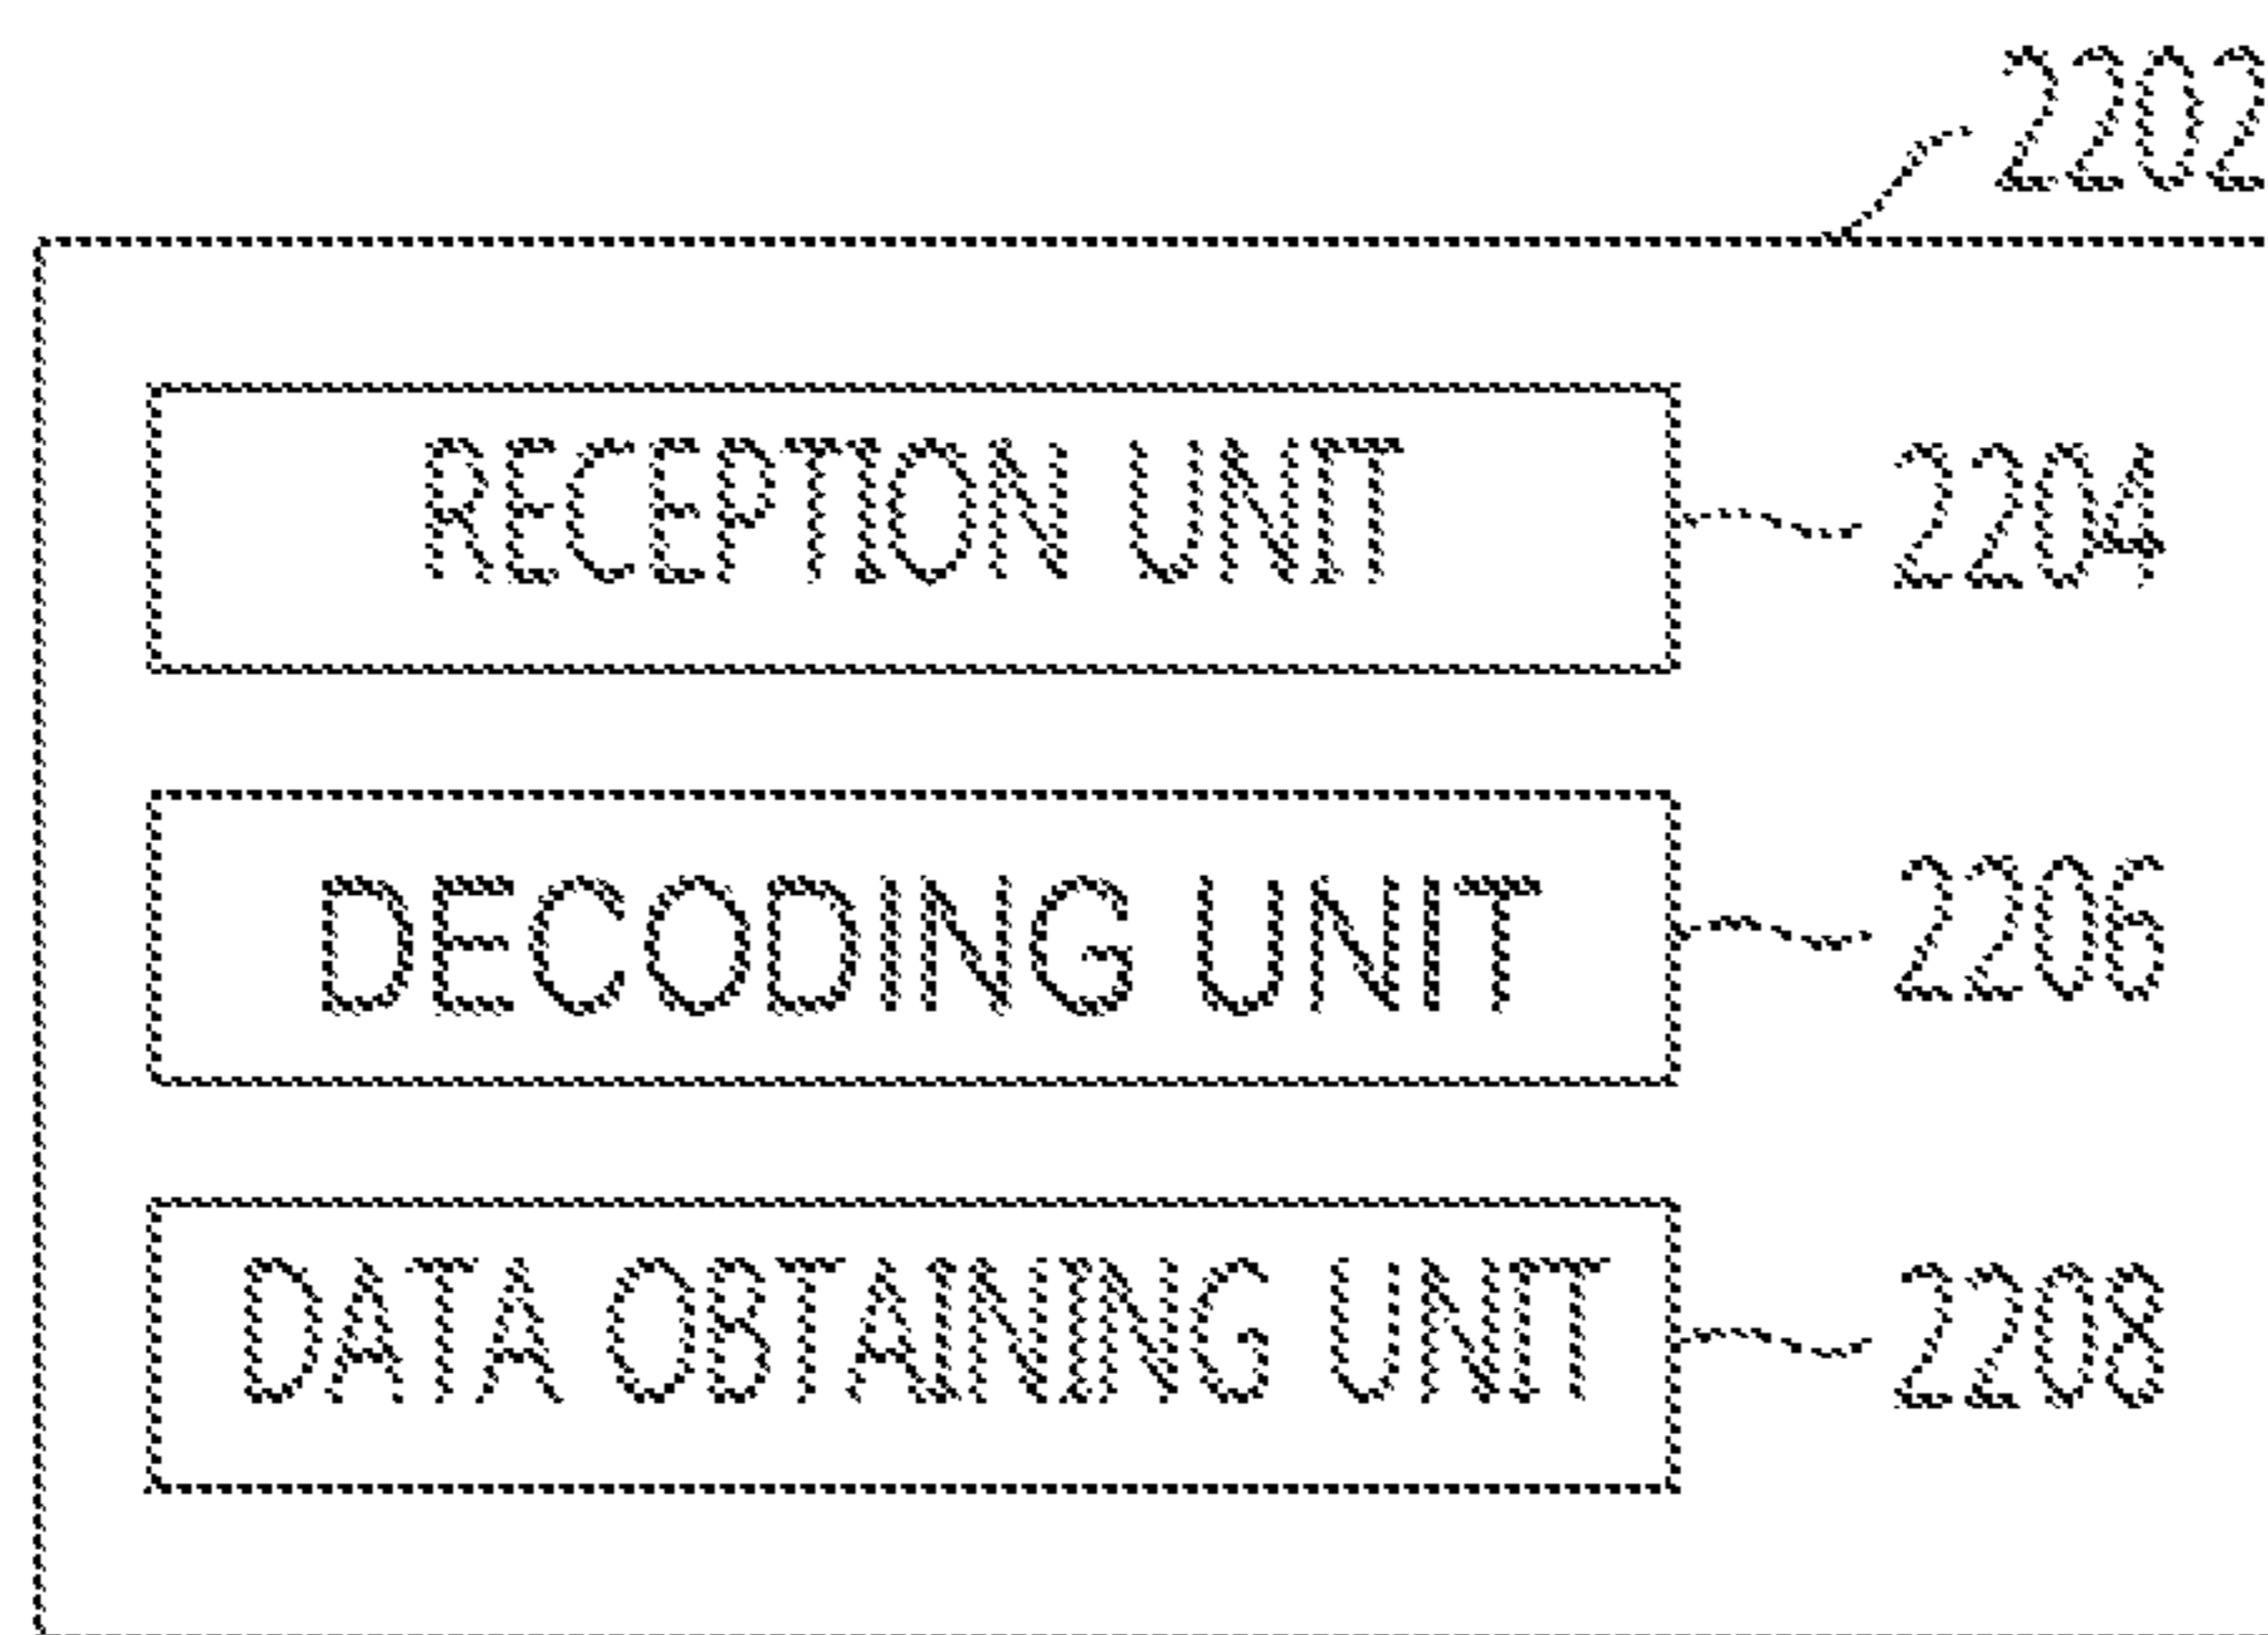 2202
RECEPTION UNIT 2204
DECODING UNIT 2206
DATA OBTAINING UNIT 2208